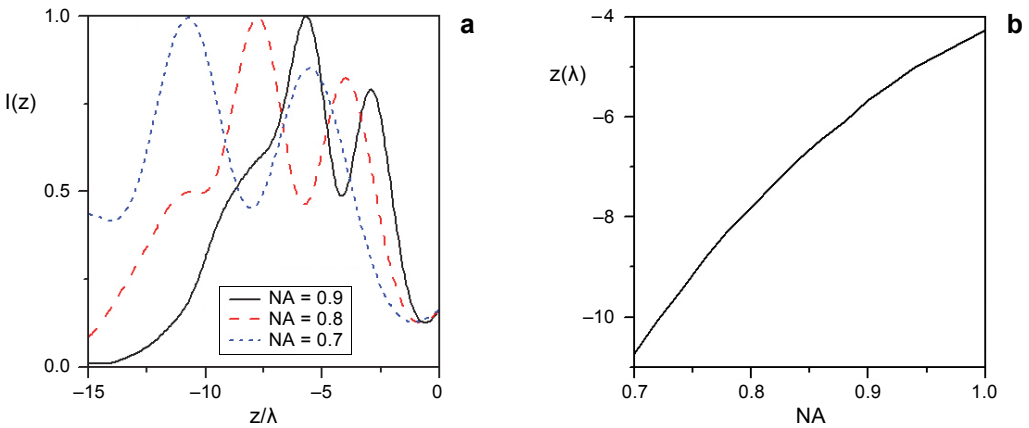 a
1.0
I(z)
0.5
0.0
NA = 0.9
NA = 0.8
NA = 0.7
–15
–10
–5
0
z/λ
b
–4
z(λ)
–6
–8
–10
0.7
0.8
0.9
1.0
NA